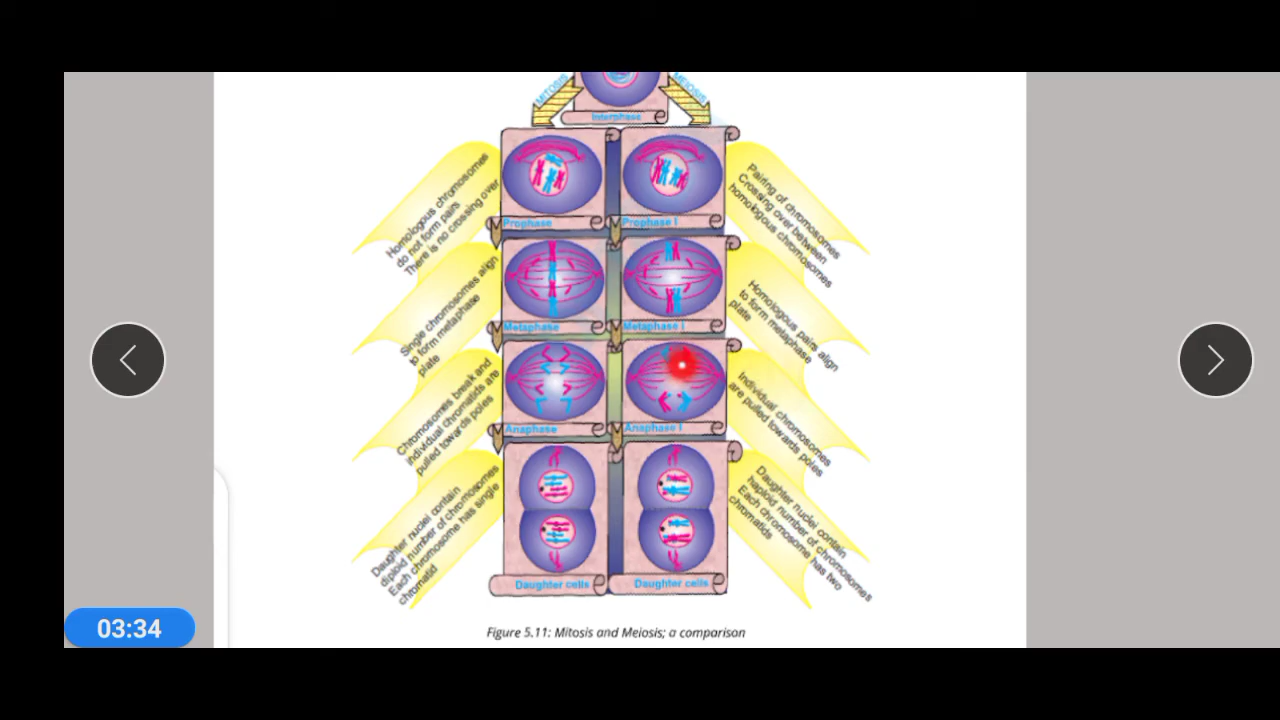 MITOSIS
MEIOSIS
Interphase
Homologous chromosomes
do not form pairs
There is no crossing over
Prophase
Prophase I
Pairing of chromosomes
Crossing over between
homologous chromosomes
Single chromosomes align
to form metaphase
plate
Metaphase
Metaphase I
Homologous pairs align
to form metaphase
plate
Chromosomes break and
individual chromatids are
pulled towards poles
Anaphase
Anaphase I
Individual chromosomes
are pulled towards poles
Daughter nuclei contain
diploid number of chromosomes
Each chromosome has single
chromatid
Daughter cells
Daughter cells
Daughter nuclei contain
haploid number of chromosomes
Each chromosome has two
chromatids
03:34
Figure 5.11: Mitosis and Meiosis; a comparison